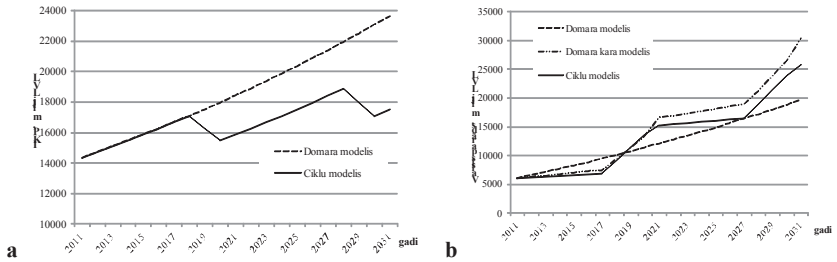 24000
22000
20000
18000
16000
14000
12000
10000
Domara modelis
Ciklu modelis
2011 2013 2015 2017 2019 2021 2023 2025 2027 2029 2031 gadi
a
35000
30000
25000
20000
15000
10000
5000
0
Domara modelis
Domara kara modelis
Ciklu modelis
2011 2013 2015 2017 2019 2021 2023 2025 2027 2029 2031 gadi
b